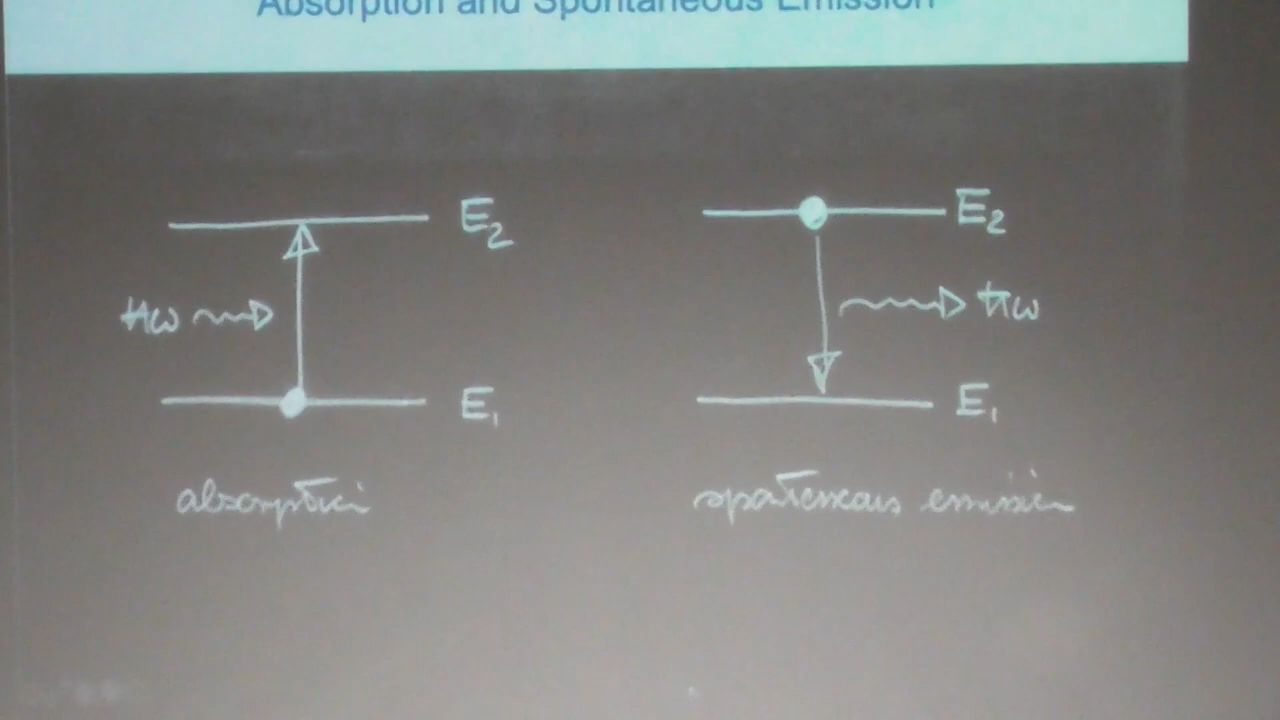 Absorption and Spontaneous Emission
E₂
E₂
ħω
ħω
E₁
E₁
absorption
spontaneous emission